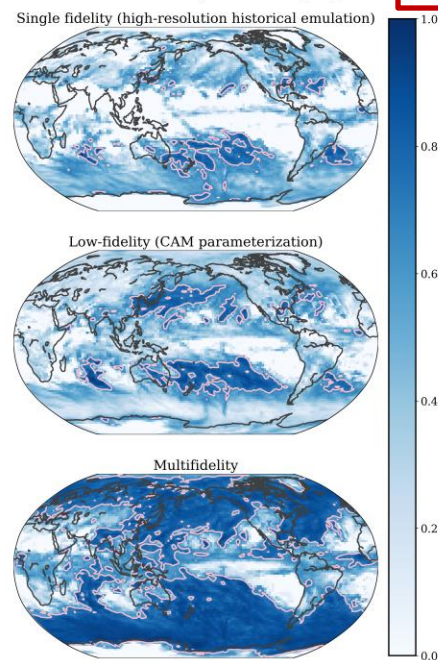 Single fidelity (high-resolution historical emulation)
1.0
0.8
Low-fidelity (CAM parameterization)
0.6
0.4
Multifidelity
0.2
0.0